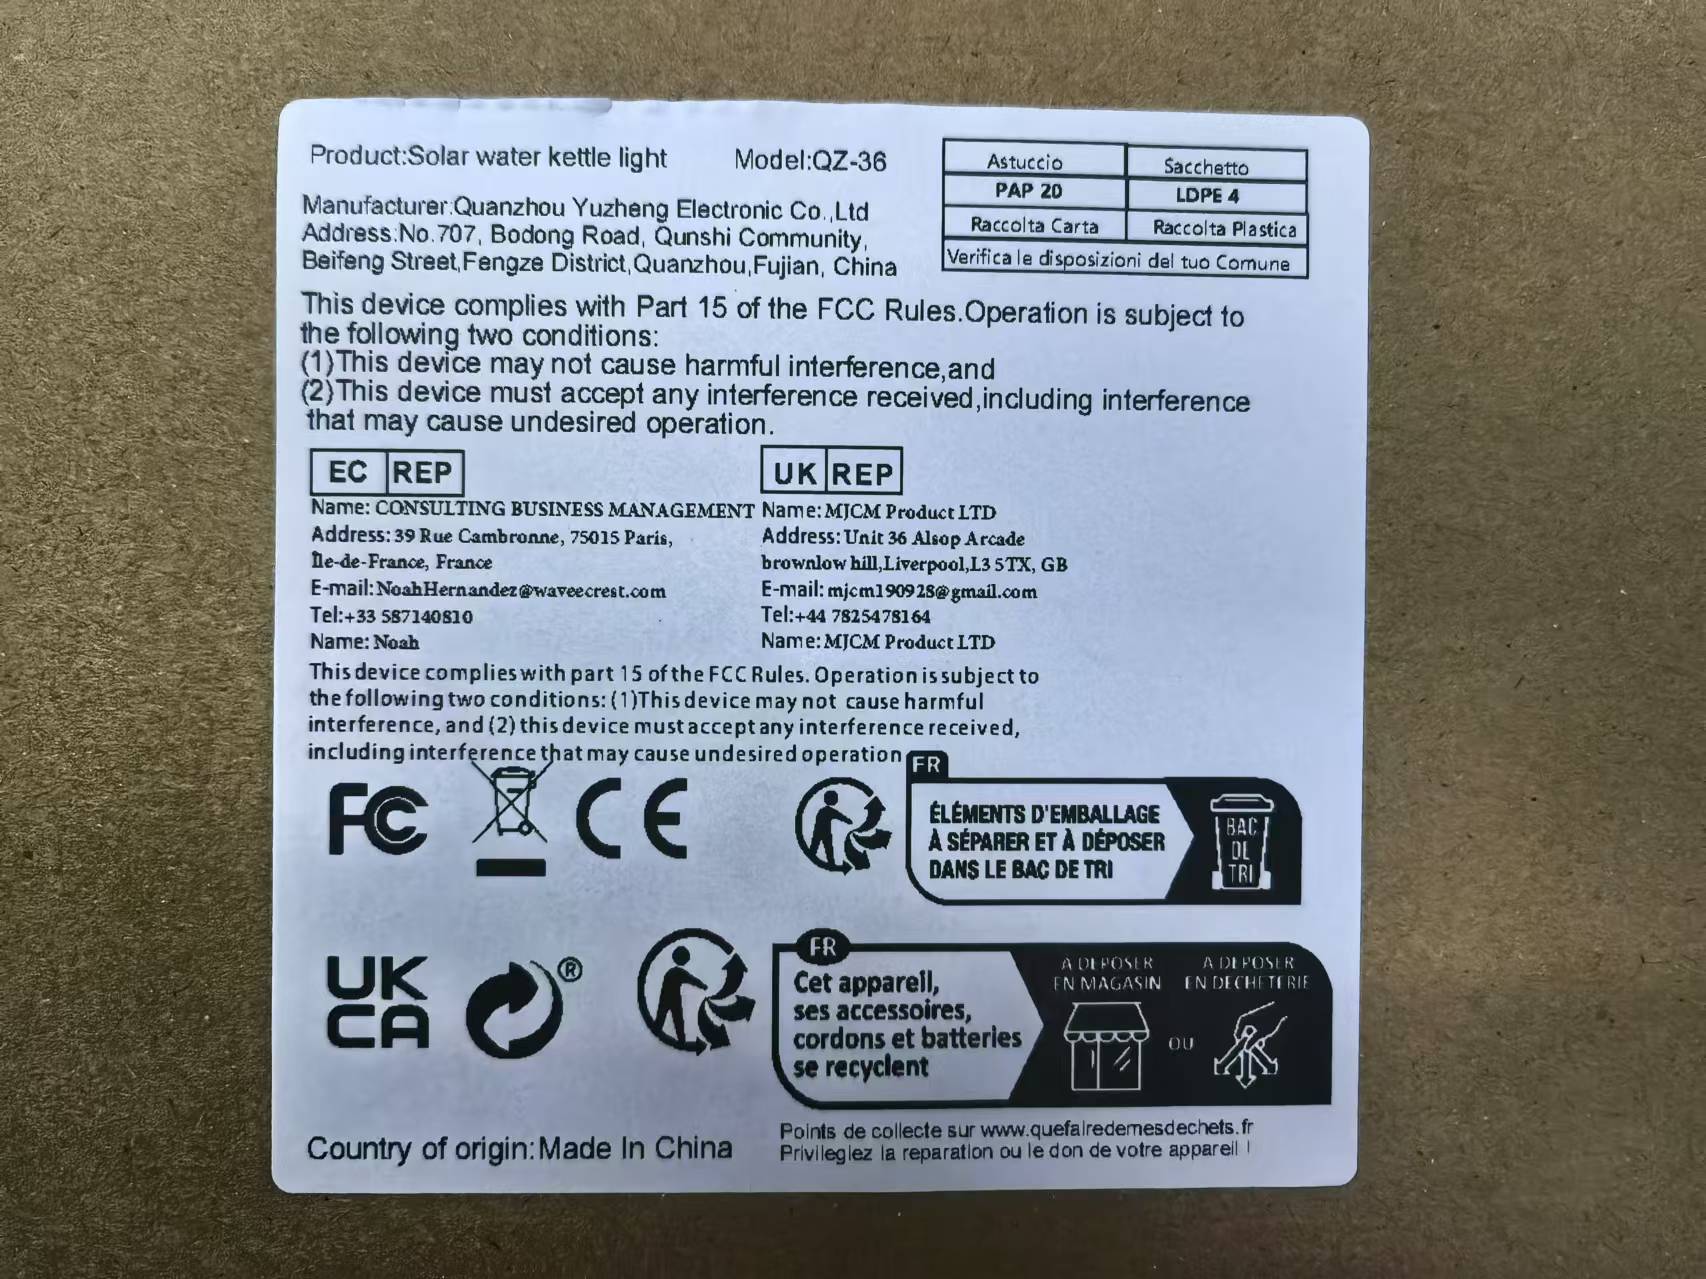 Product:Solar water kettle light Model:QZ-36
Manufacturer:Quanzhou Yuzheng Electronic Co.,Ltd
Address:No.707, Bodong Road, Qunshi Community,
Beifeng Street,Fengze District,Quanzhou,Fujian, China
Astuccio Sacchetto
PAP 20 LDPE 4
Raccolta Carta Raccolta Plastica
Verifica le disposizioni del tuo Comune
This device complies with Part 15 of the FCC Rules.Operation is subject to
the following two conditions:
(1)This device may not cause harmful interference,and
(2)This device must accept any interference received,including interference
that may cause undesired operation.
EC REP
Name: CONSULTING BUSINESS MANAGEMENT
Address: 39 Rue Cambronne, 75015 Paris,
Île-de-France, France
E-mail: NoahHernandez@waveecrest.com
Tel:+33 587140810
Name: Noah
UK REP
Name: MJCM Product LTD
Address: Unit 36 Alsop Arcade
brownlow hill,Liverpool,L3 5TX, GB
E-mail: mjcm190928@gmail.com
Tel:+44 7825478164
Name: MJCM Product LTD
This device complies with part 15 of the FCC Rules. Operation is subject to
the following two conditions: (1)This device may not cause harmful
interference, and (2) this device must accept any interference received,
including interference that may cause undesired operation
FC
CE
FR
ÉLÉMENTS D'EMBALLAGE
À SÉPARER ET À DÉPOSER
DANS LE BAC DE TRI
BAC
DL
TRI
UK
CA
®
FR
Cet appareil,
ses accessoires,
cordons et batteries
se recyclent
A DEPOSER
EN MAGASIN
OU
A DEPOSER
EN DECHETERIE
Country of origin:Made In China
Points de collecte sur www.quefairedemesdechets.fr
Privilegiez la reparation ou le don de votre appareil !